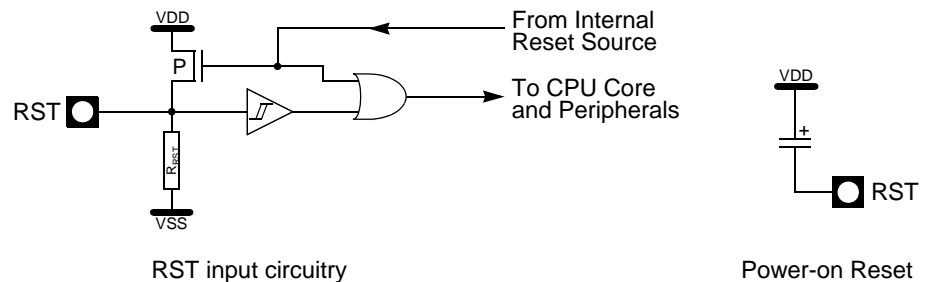 VDD
From Internal
Reset Source
P
To CPU Core
and Peripherals
RST
RRST
VSS
RST input circuitry
VDD
+
RST
Power-on Reset